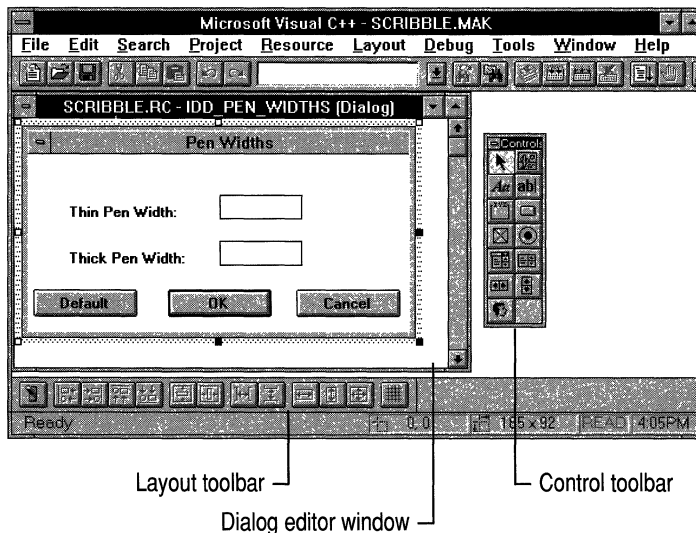 Microsoft Visual C++ - SCRIBBLE.MAK
File Edit Search Project Resource Layout Debug Tools Window Help
SCRIBBLE.RC - IDD_PEN_WIDTHS (Dialog)
Controls
Pen Widths
Aa ab|
Thin Pen Width:
Thick Pen Width:
Default OK Cancel
Ready 0, 0 185 x 92 READ 4:05PM
Layout toolbar
Control toolbar
Dialog editor window